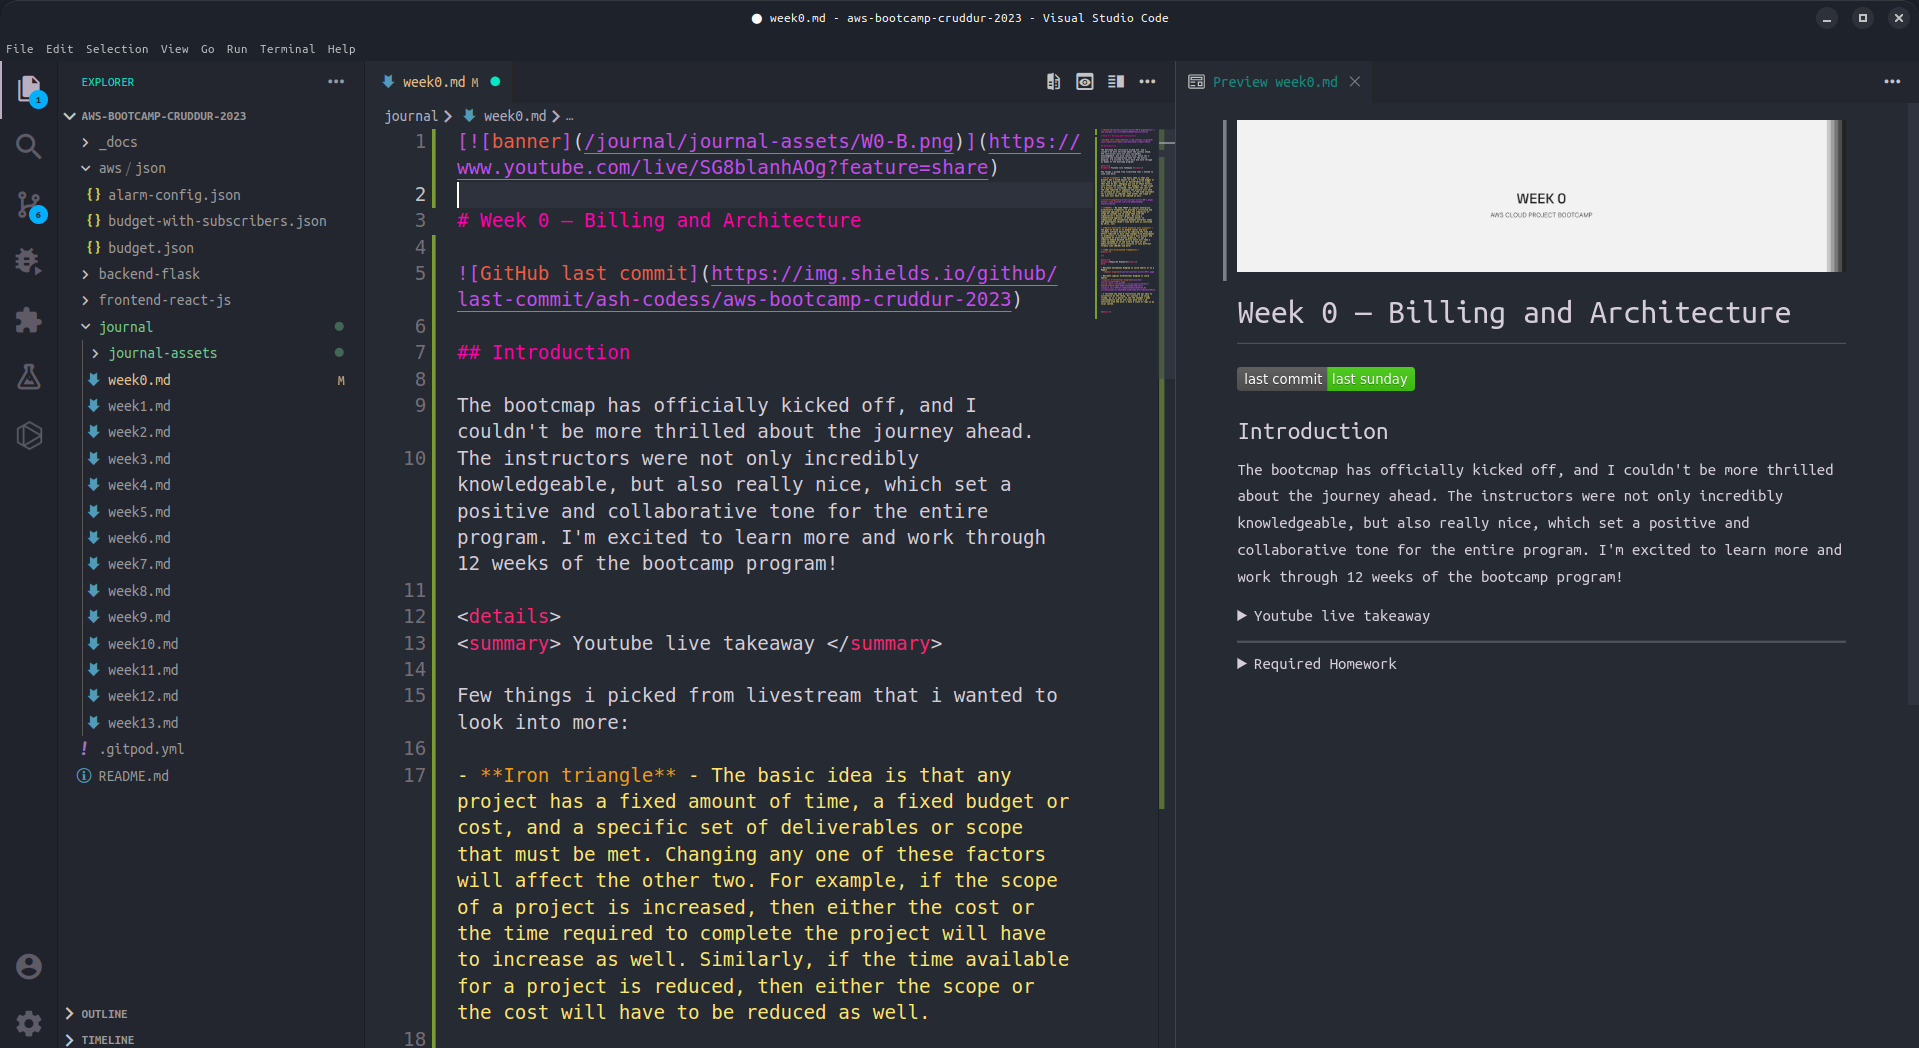 week0.md - aws-bootcamp-cruddur-2023 - Visual Studio Code
File Edit Selection View Go Run Terminal Help
EXPLORER
AWS-BOOTCAMP-CRUDDUR-2023
_docs
aws / json
{} alarm-config.json
{} budget-with-subscribers.json
{} budget.json
backend-flask
frontend-react-js
journal
journal-assets
week0.md M
week1.md
week2.md
week3.md
week4.md
week5.md
week6.md
week7.md
week8.md
week9.md
week10.md
week11.md
week12.md
week13.md
! .gitpod.yml
README.md
OUTLINE
TIMELINE
1
6
week0.md M
journal > week0.md > …
1 [![banner](/journal/journal-assets/W0-B.png)](https://
www.youtube.com/live/SG8blanhAOg?feature=share)
2
3 # Week 0 — Billing and Architecture
4
5 ![GitHub last commit](https://img.shields.io/github/
last-commit/ash-codess/aws-bootcamp-cruddur-2023)
6
7 ## Introduction
8
9 The bootcmap has officially kicked off, and I
couldn't be more thrilled about the journey ahead.
10 The instructors were not only incredibly
knowledgeable, but also really nice, which set a
positive and collaborative tone for the entire
program. I'm excited to learn more and work through
12 weeks of the bootcamp program!
11
12 <details>
13 <summary> Youtube live takeaway </summary>
14
15 Few things i picked from livestream that i wanted to
look into more:
16
17 - **Iron triangle** - The basic idea is that any
project has a fixed amount of time, a fixed budget or
cost, and a specific set of deliverables or scope
that must be met. Changing any one of these factors
will affect the other two. For example, if the scope
of a project is increased, then either the cost or
the time required to complete the project will have
to increase as well. Similarly, if the time available
for a project is reduced, then either the scope or
the cost will have to be reduced as well.
18
Preview week0.md
WEEK 0
AWS CLOUD PROJECT BOOTCAMP
Week 0 — Billing and Architecture
last commit last sunday
Introduction
The bootcmap has officially kicked off, and I couldn't be more thrilled
about the journey ahead. The instructors were not only incredibly
knowledgeable, but also really nice, which set a positive and
collaborative tone for the entire program. I'm excited to learn more and
work through 12 weeks of the bootcamp program!
Youtube live takeaway
Required Homework